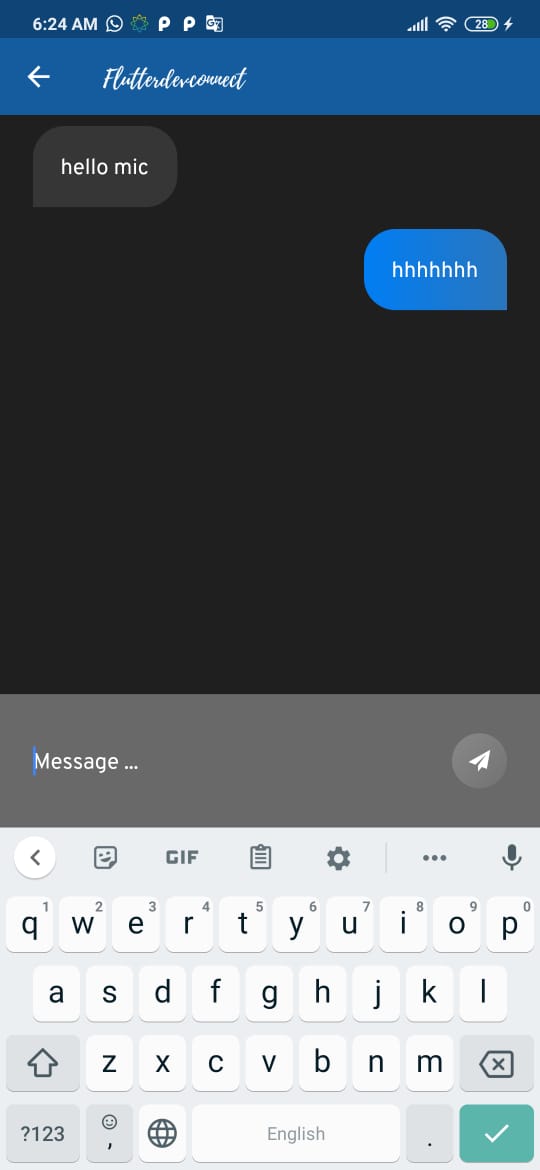 6:24 AM
28
Flutterdevconnect
hello mic
hhhhhhh
Message ...
GIF
1 2 3 4 5 6 7 8 9 0
q w e r t y u i o p
a s d f g h j k l
z x c v b n m
?123 , English .